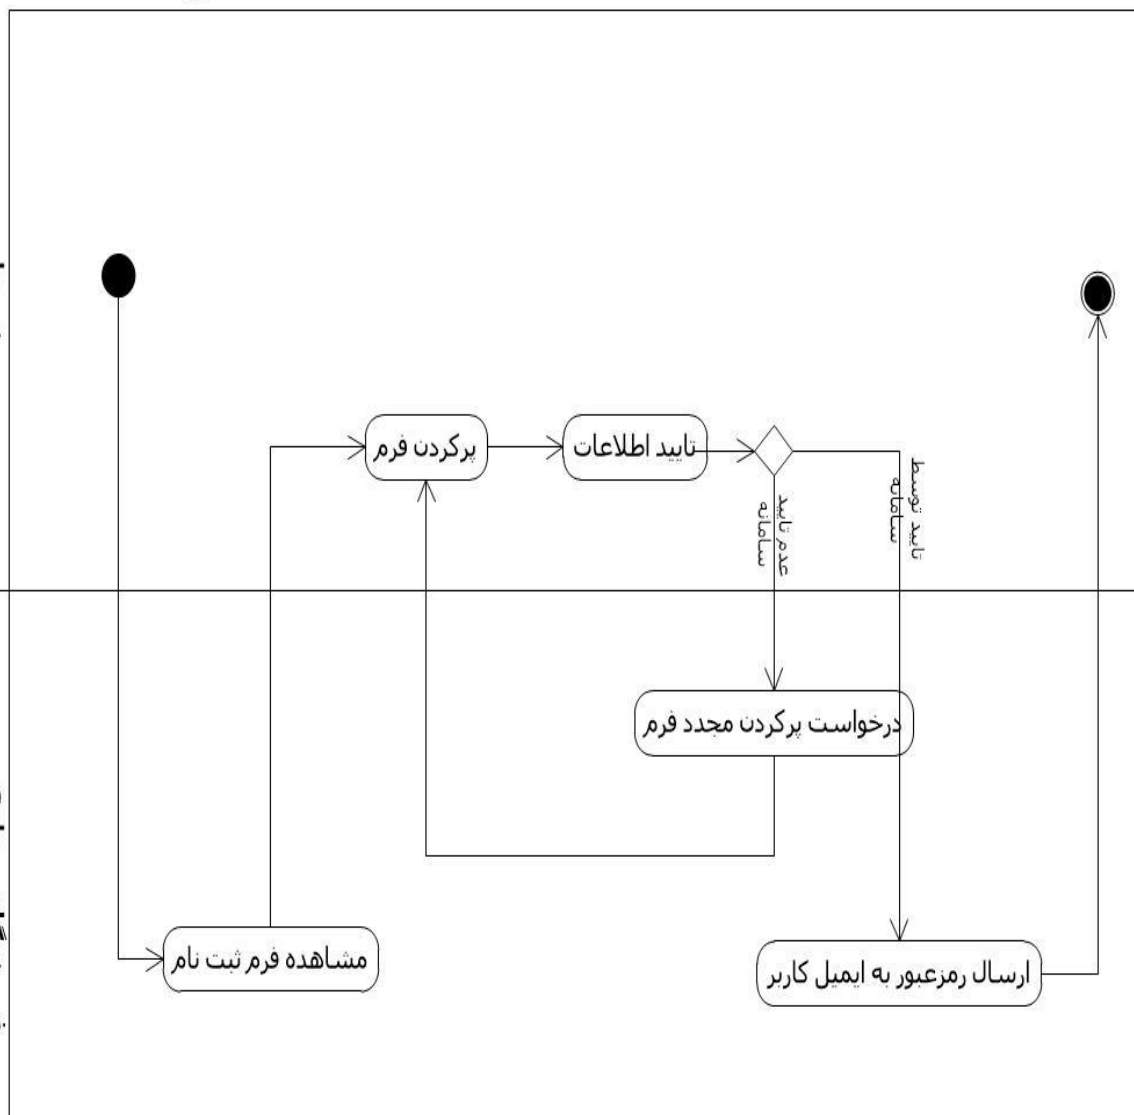 پرکردن فرم
تایید اطلاعات
تایید توسط
سامانه
عدم تایید
سامانه
درخواست پرکردن مجدد فرم
مشاهده فرم ثبت نام
ارسال رمزعبور به ایمیل کاربر